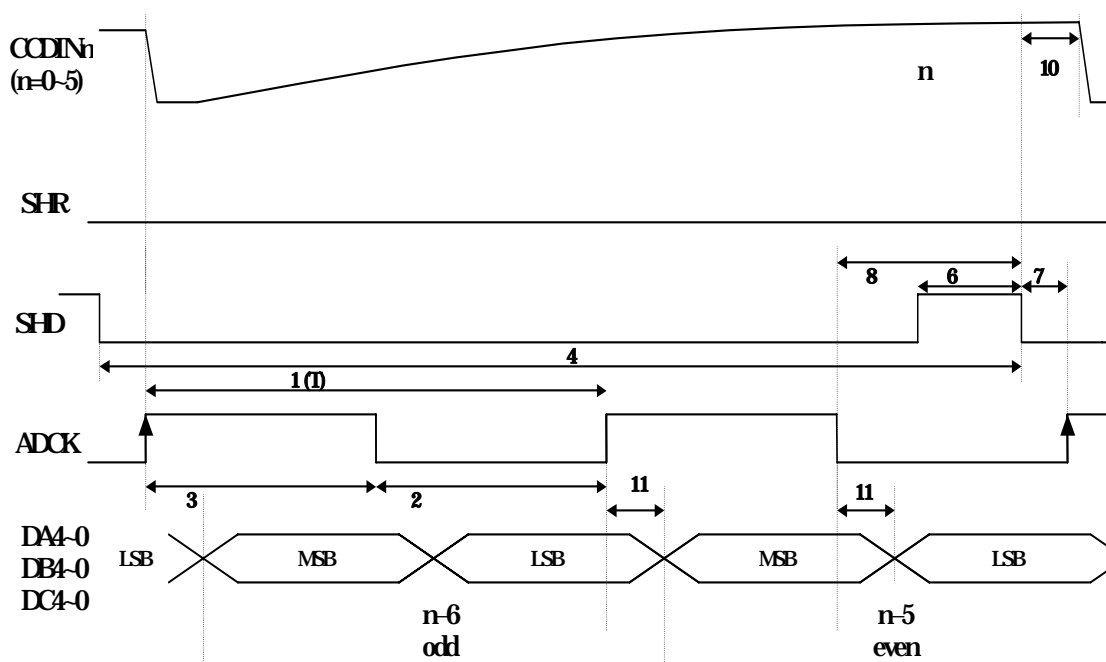 CCDINn
(n=0~5)
n
10
SHR
8
6
7
SHD
4
1 (T)
ADCK
3
2
11
11
DA4~0
DB4~0
DC4~0
LSB
MSB
LSB
MSB
LSB
n-6
odd
n-5
even